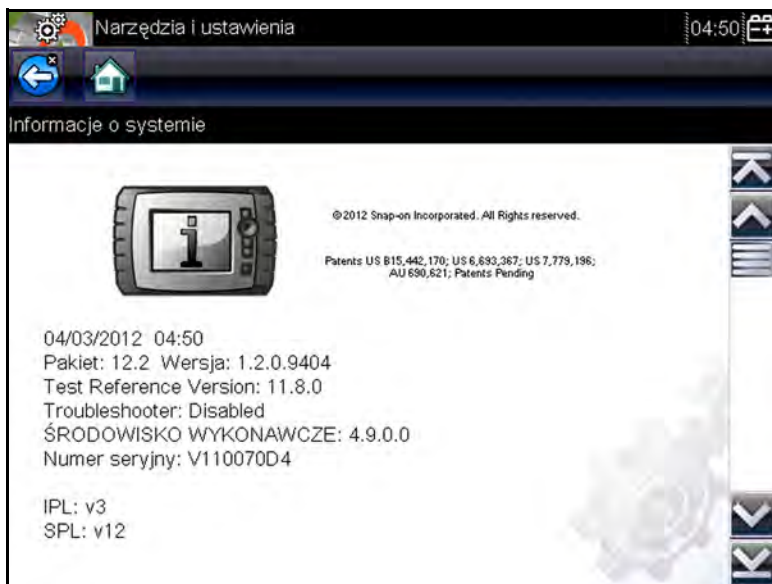 Narzędzia i ustawienia
04:50
Informacje o systemie
©2012 Snap-on Incorporated. All Rights reserved.
Patents US B15,442,170; US 6,693,367; US 7,779,196;
AU 690,621; Patents Pending
04/03/2012 04:50
Pakiet: 12.2 Wersja: 1.2.0.9404
Test Reference Version: 11.8.0
Troubleshooter: Disabled
ŚRODOWISKO WYKONAWCZE: 4.9.0.0
Numer seryjny: V110070D4
IPL: v3
SPL: v12